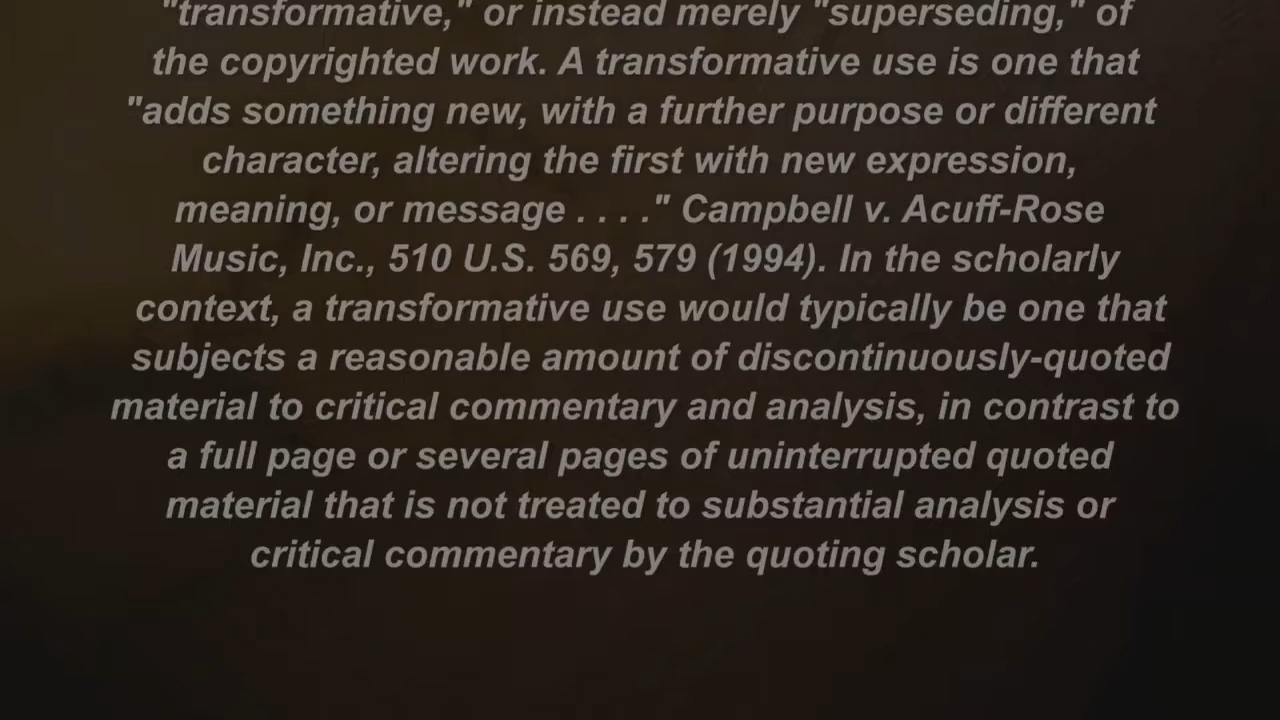 "transformative," or instead merely "superseding," of
the copyrighted work. A transformative use is one that
"adds something new, with a further purpose or different
character, altering the first with new expression,
meaning, or message . . . ." Campbell v. Acuff-Rose
Music, Inc., 510 U.S. 569, 579 (1994). In the scholarly
context, a transformative use would typically be one that
subjects a reasonable amount of discontinuously-quoted
material to critical commentary and analysis, in contrast to
a full page or several pages of uninterrupted quoted
material that is not treated to substantial analysis or
critical commentary by the quoting scholar.